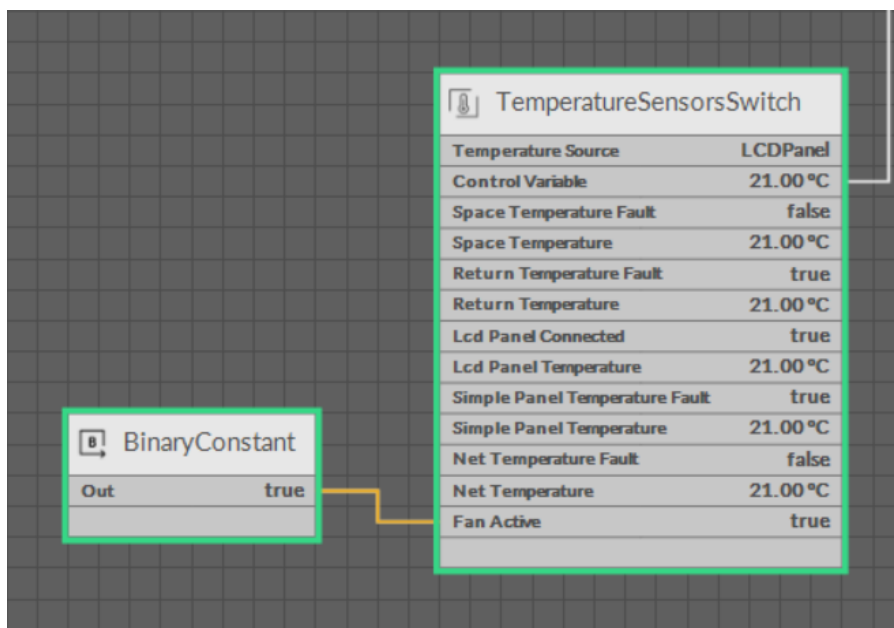 TemperatureSensorsSwitch
Temperature Source LCDPanel
Control Variable 21.00 °C
Space Temperature Fault false
Space Temperature 21.00 °C
Return Temperature Fault true
Return Temperature 21.00 °C
Lcd Panel Connected true
Lcd Panel Temperature 21.00 °C
Simple Panel Temperature Fault true
Simple Panel Temperature 21.00 °C
Net Temperature Fault false
Net Temperature 21.00 °C
Fan Active true
B BinaryConstant
Out true